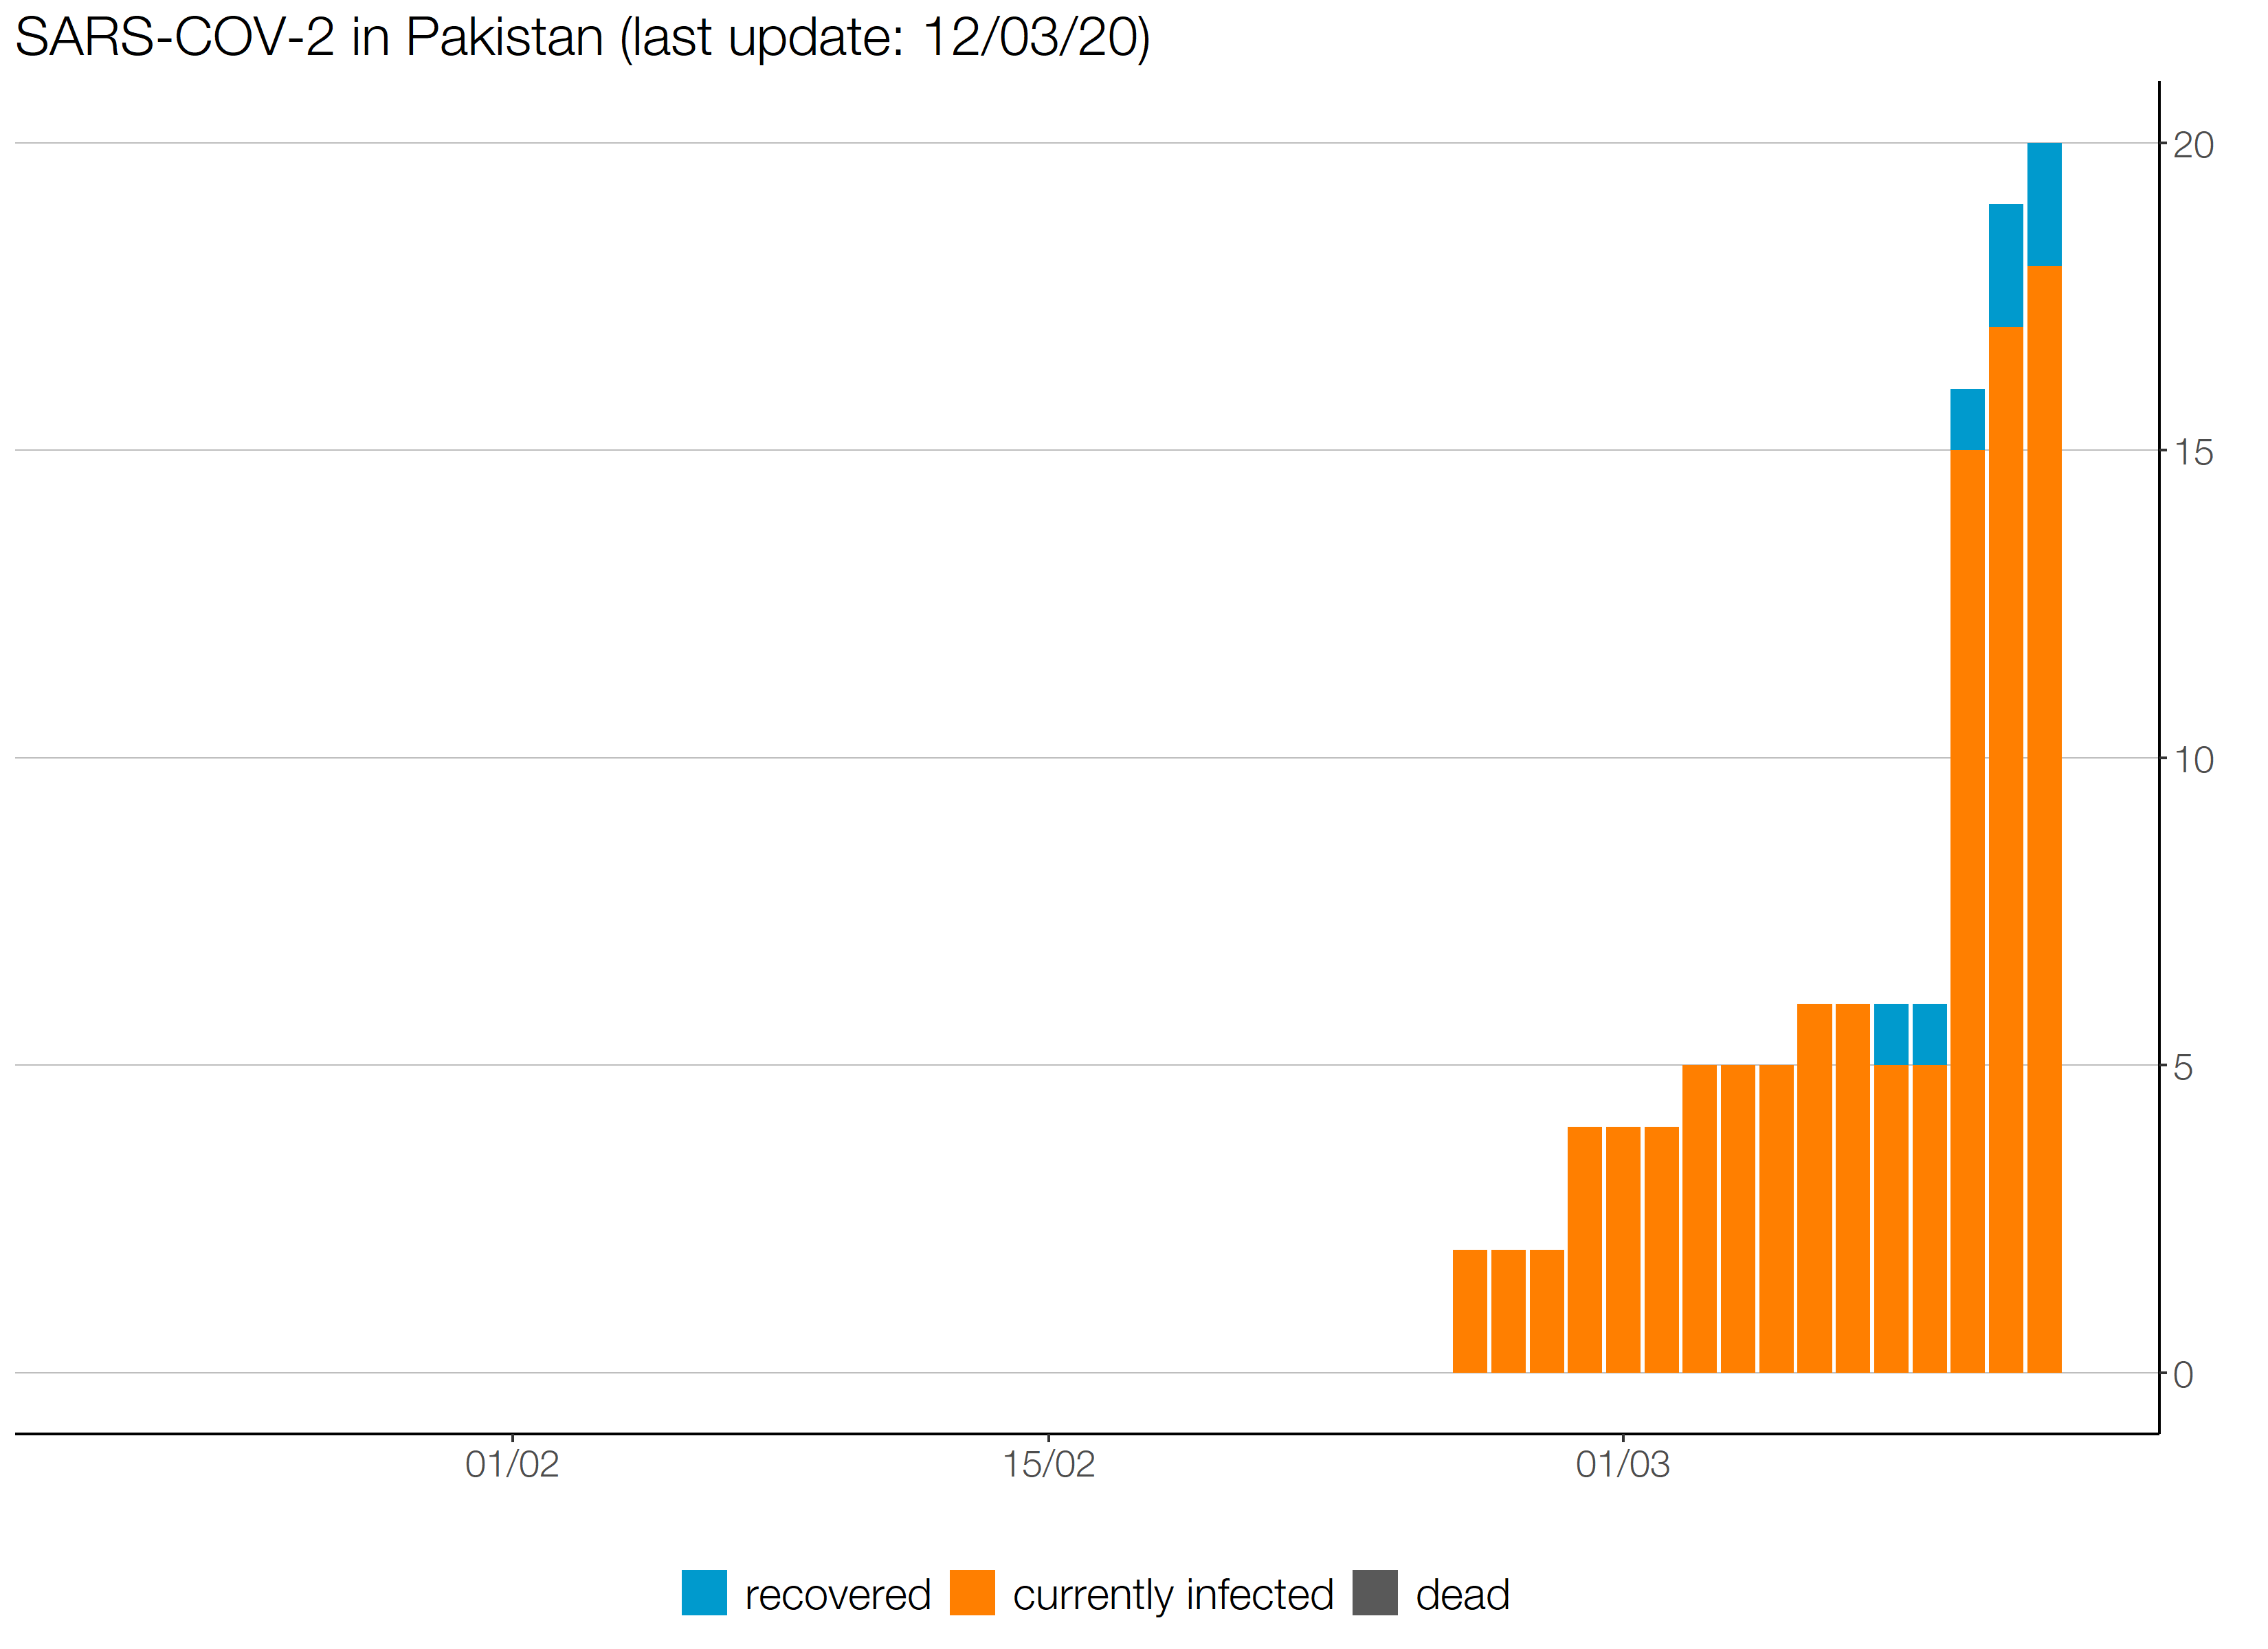 SARS-COV-2 in Pakistan (last update: 12/03/20)
20
15
10
5
0
01/02 15/02 01/03
recovered currently infected dead